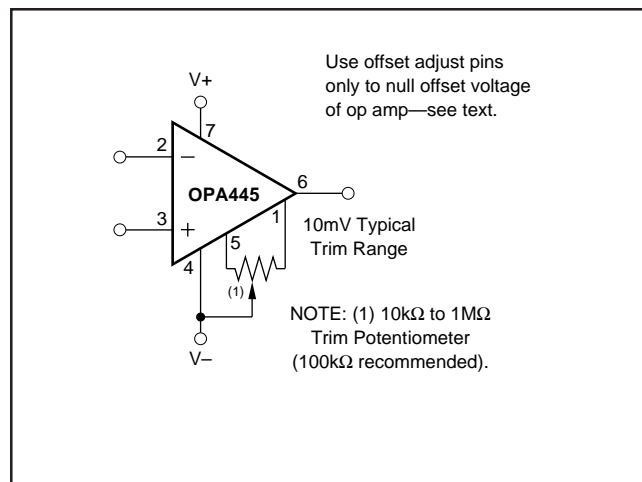 Use offset adjust pins
only to null offset voltage
of op amp—see text.
V+
7
2
−
OPA445
6
3
+
1
5
4
10mV Typical
Trim Range
(1)
NOTE: (1) 10kΩ to 1MΩ
Trim Potentiometer
(100kΩ recommended).
V−